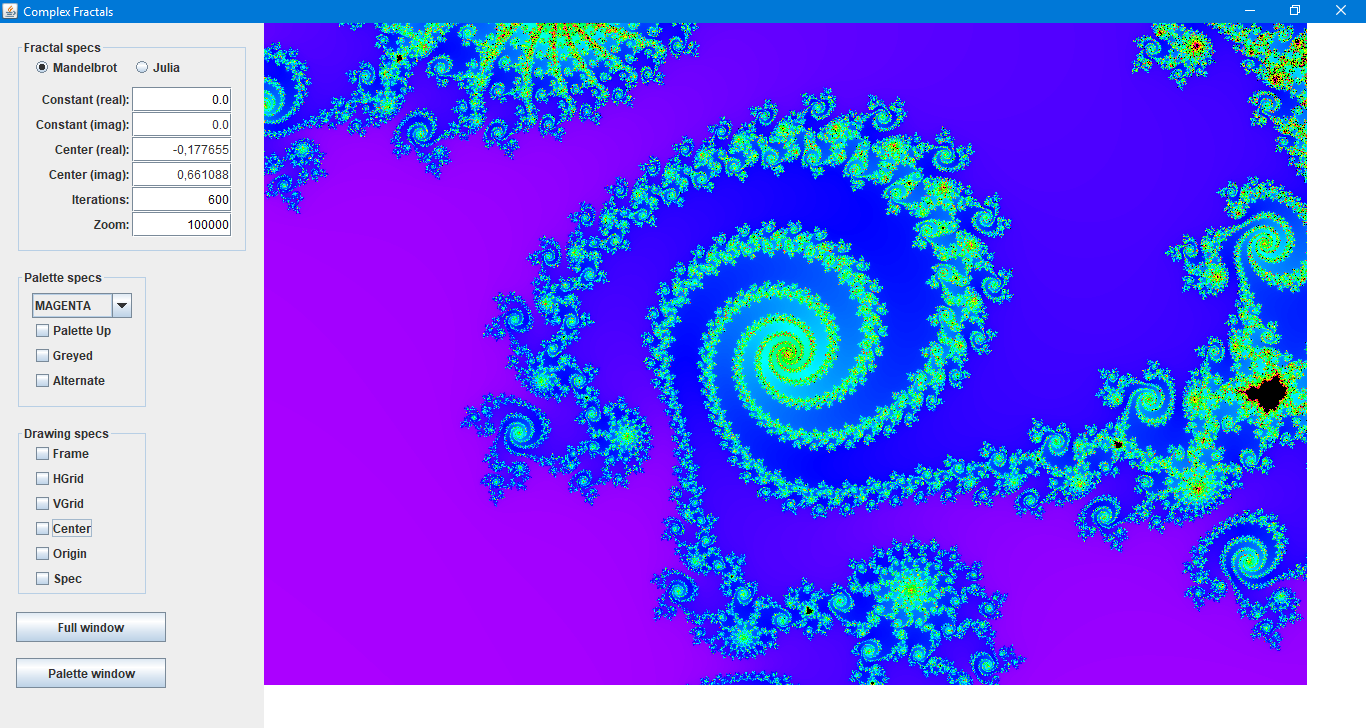 Complex Fractals
Fractal specs
Mandelbrot Julia
Constant (real): 0.0
Constant (imag): 0.0
Center (real): -0,177655
Center (imag): 0,661088
Iterations: 600
Zoom: 100000
Palette specs
MAGENTA
Palette Up
Greyed
Alternate
Drawing specs
Frame
HGrid
VGrid
Center
Origin
Spec
Full window
Palette window